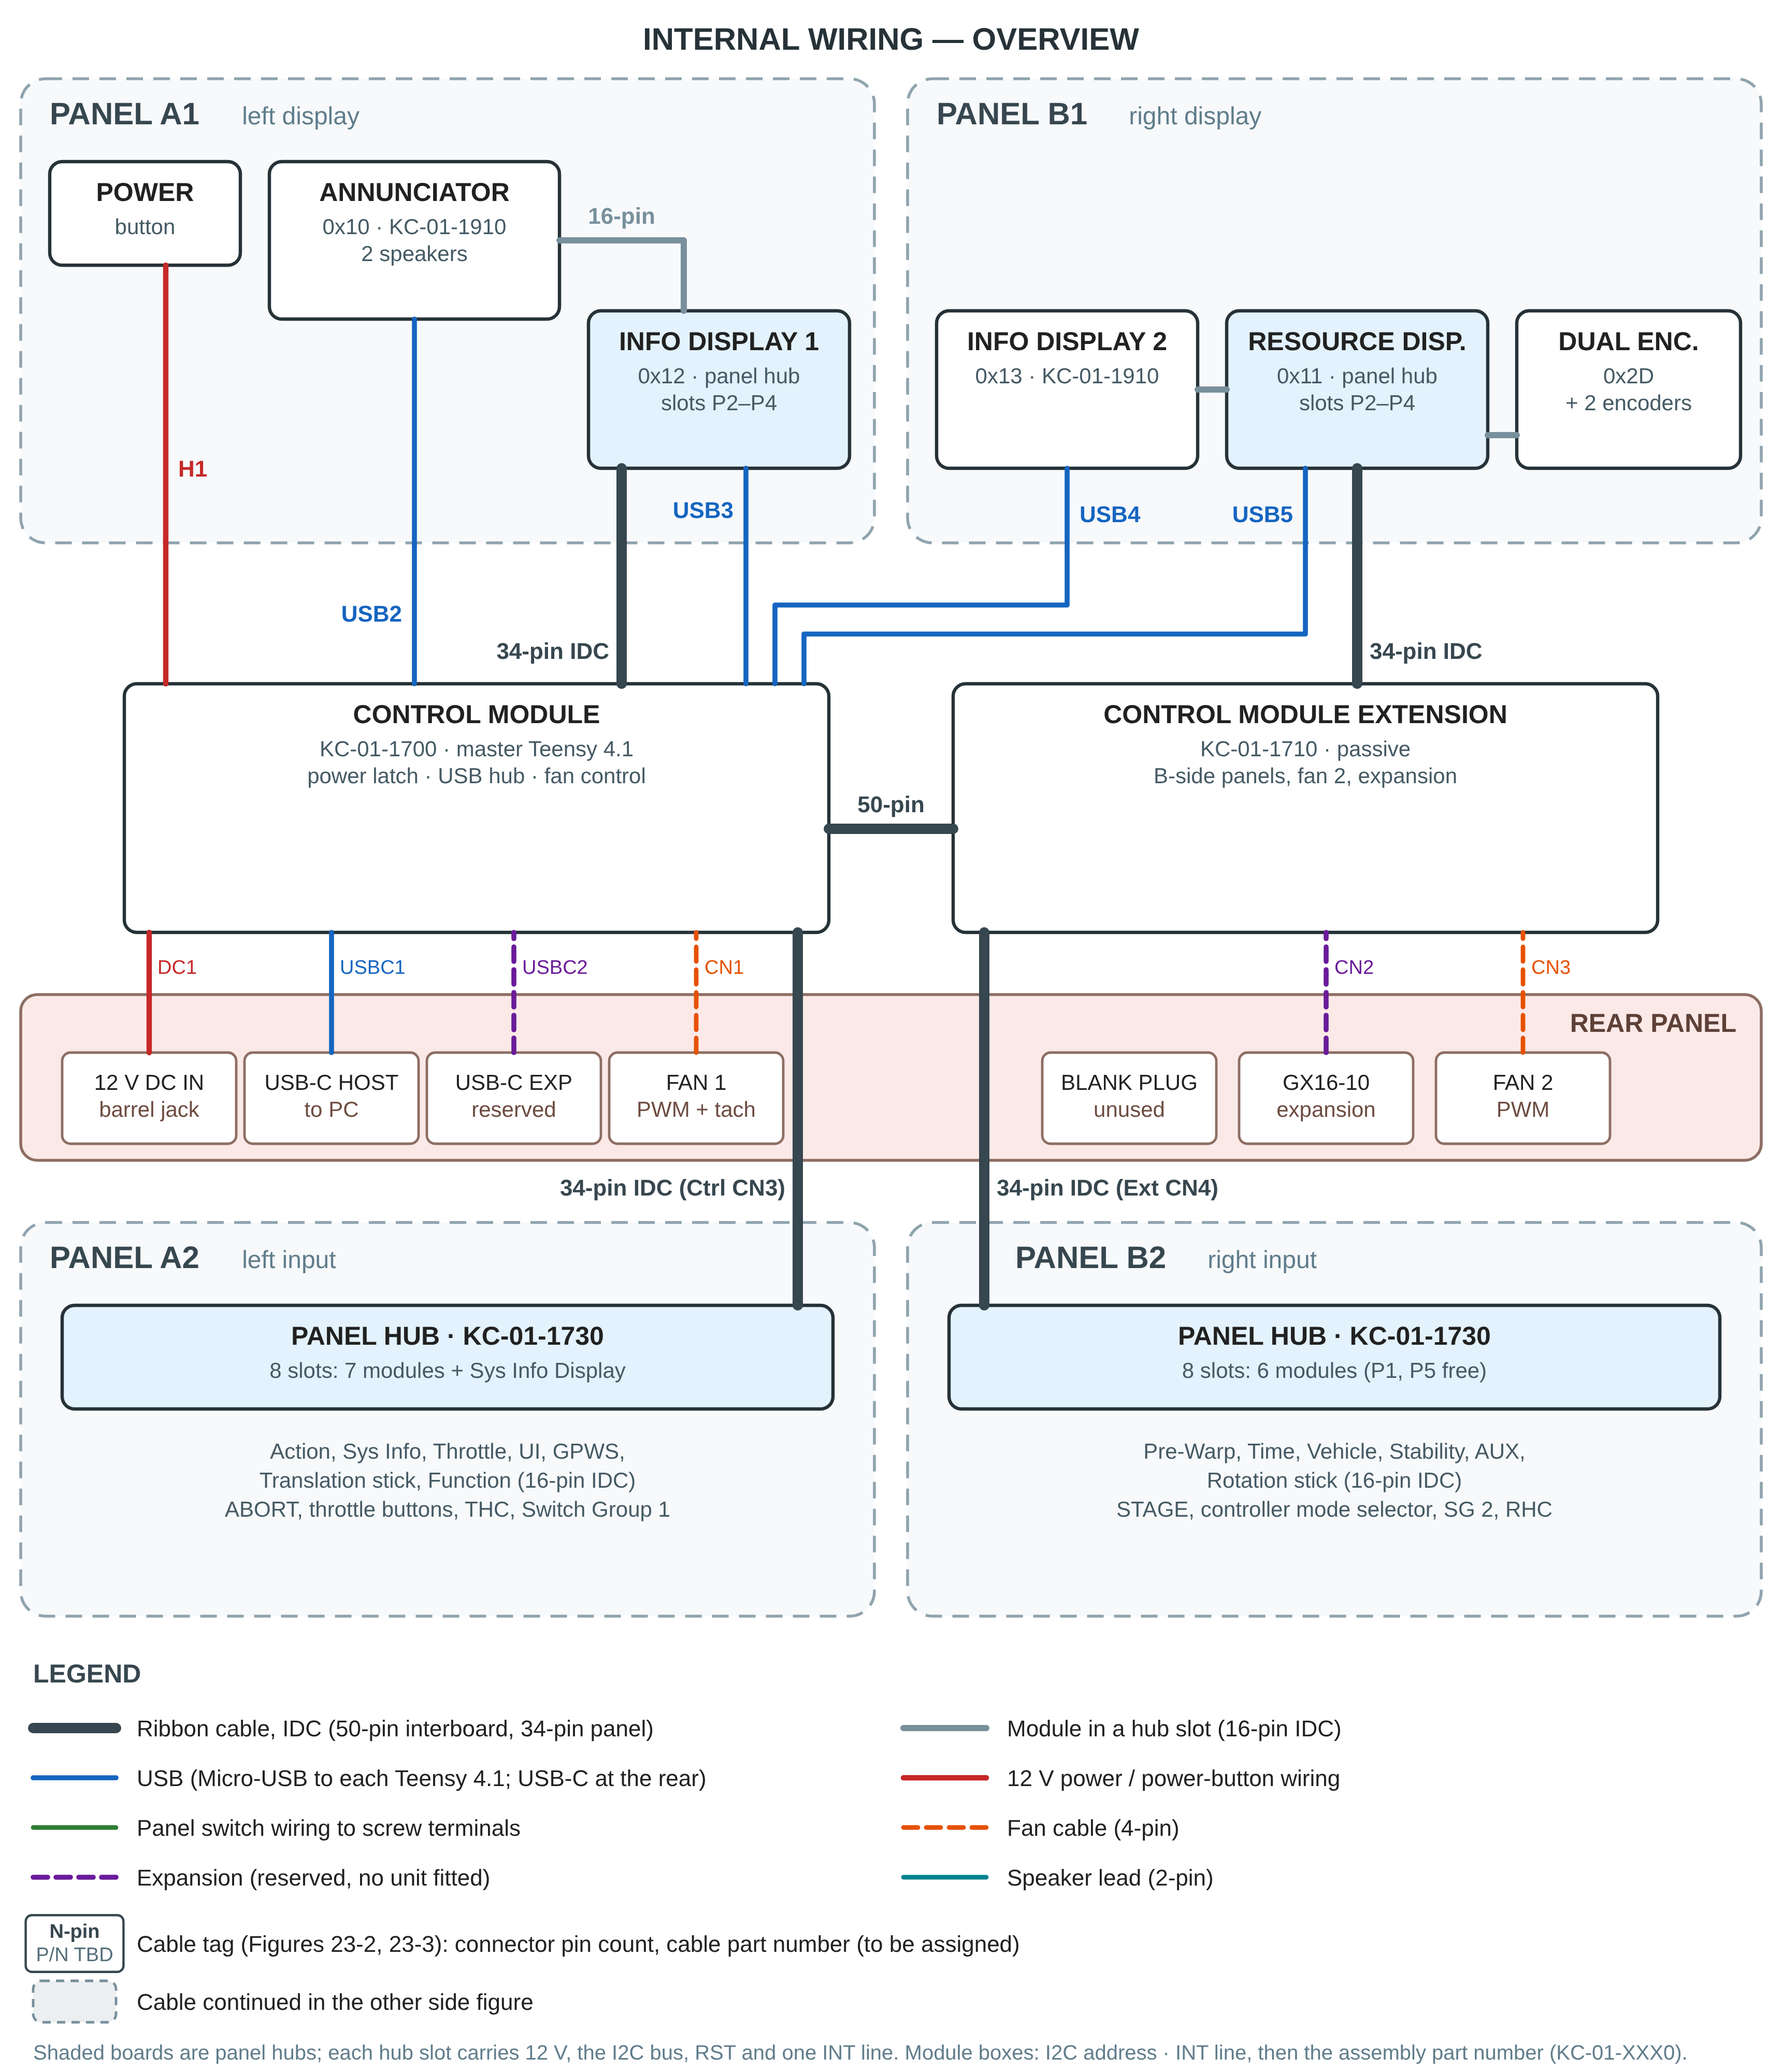 INTERNAL WIRING — OVERVIEW
PANEL A1 left display
POWER
button
ANNUNCIATOR
0x10 · KC-01-1910
2 speakers
16-pin
INFO DISPLAY 1
0x12 · panel hub
slots P2–P4
H1
USB3
USB2
34-pin IDC
PANEL B1 right display
INFO DISPLAY 2
0x13 · KC-01-1910
RESOURCE DISP.
0x11 · panel hub
slots P2–P4
DUAL ENC.
0x2D
+ 2 encoders
USB4
USB5
34-pin IDC
CONTROL MODULE
KC-01-1700 · master Teensy 4.1
power latch · USB hub · fan control
50-pin
CONTROL MODULE EXTENSION
KC-01-1710 · passive
B-side panels, fan 2, expansion
DC1
USBC1
USBC2
CN1
CN2
CN3
REAR PANEL
12 V DC IN
barrel jack
USB-C HOST
to PC
USB-C EXP
reserved
FAN 1
PWM + tach
BLANK PLUG
unused
GX16-10
expansion
FAN 2
PWM
34-pin IDC (Ctrl CN3)
34-pin IDC (Ext CN4)
PANEL A2 left input
PANEL HUB · KC-01-1730
8 slots: 7 modules + Sys Info Display
Action, Sys Info, Throttle, UI, GPWS,
Translation stick, Function (16-pin IDC)
ABORT, throttle buttons, THC, Switch Group 1
PANEL B2 right input
PANEL HUB · KC-01-1730
8 slots: 6 modules (P1, P5 free)
Pre-Warp, Time, Vehicle, Stability, AUX,
Rotation stick (16-pin IDC)
STAGE, controller mode selector, SG 2, RHC
LEGEND
Ribbon cable, IDC (50-pin interboard, 34-pin panel)
Module in a hub slot (16-pin IDC)
USB (Micro-USB to each Teensy 4.1; USB-C at the rear)
12 V power / power-button wiring
Panel switch wiring to screw terminals
Fan cable (4-pin)
Expansion (reserved, no unit fitted)
Speaker lead (2-pin)
N-pin
P/N TBD
Cable tag (Figures 23-2, 23-3): connector pin count, cable part number (to be assigned)
Cable continued in the other side figure
Shaded boards are panel hubs; each hub slot carries 12 V, the I2C bus, RST and one INT line. Module boxes: I2C address · INT line, then the assembly part number (KC-01-XXX0).